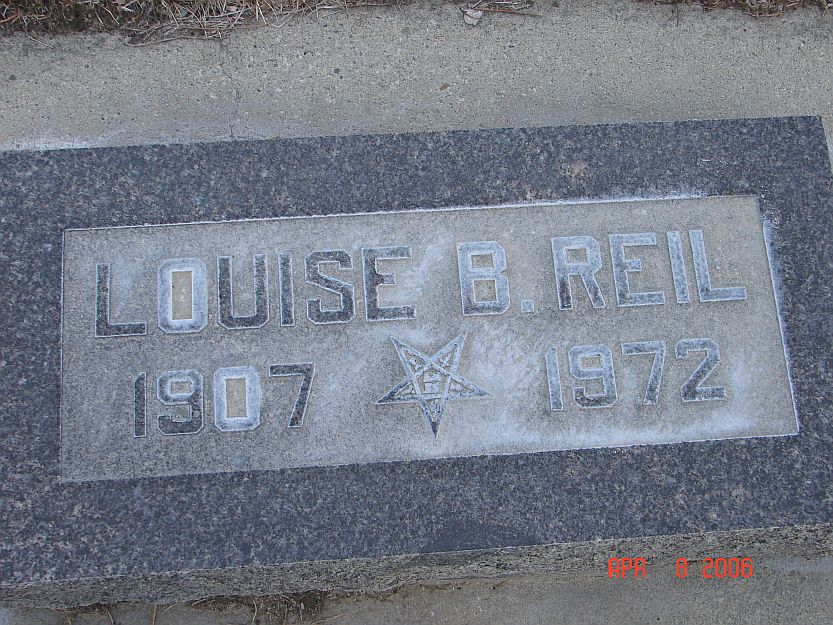 LOUISE B. REIL
1907 1972
APR 8 2006